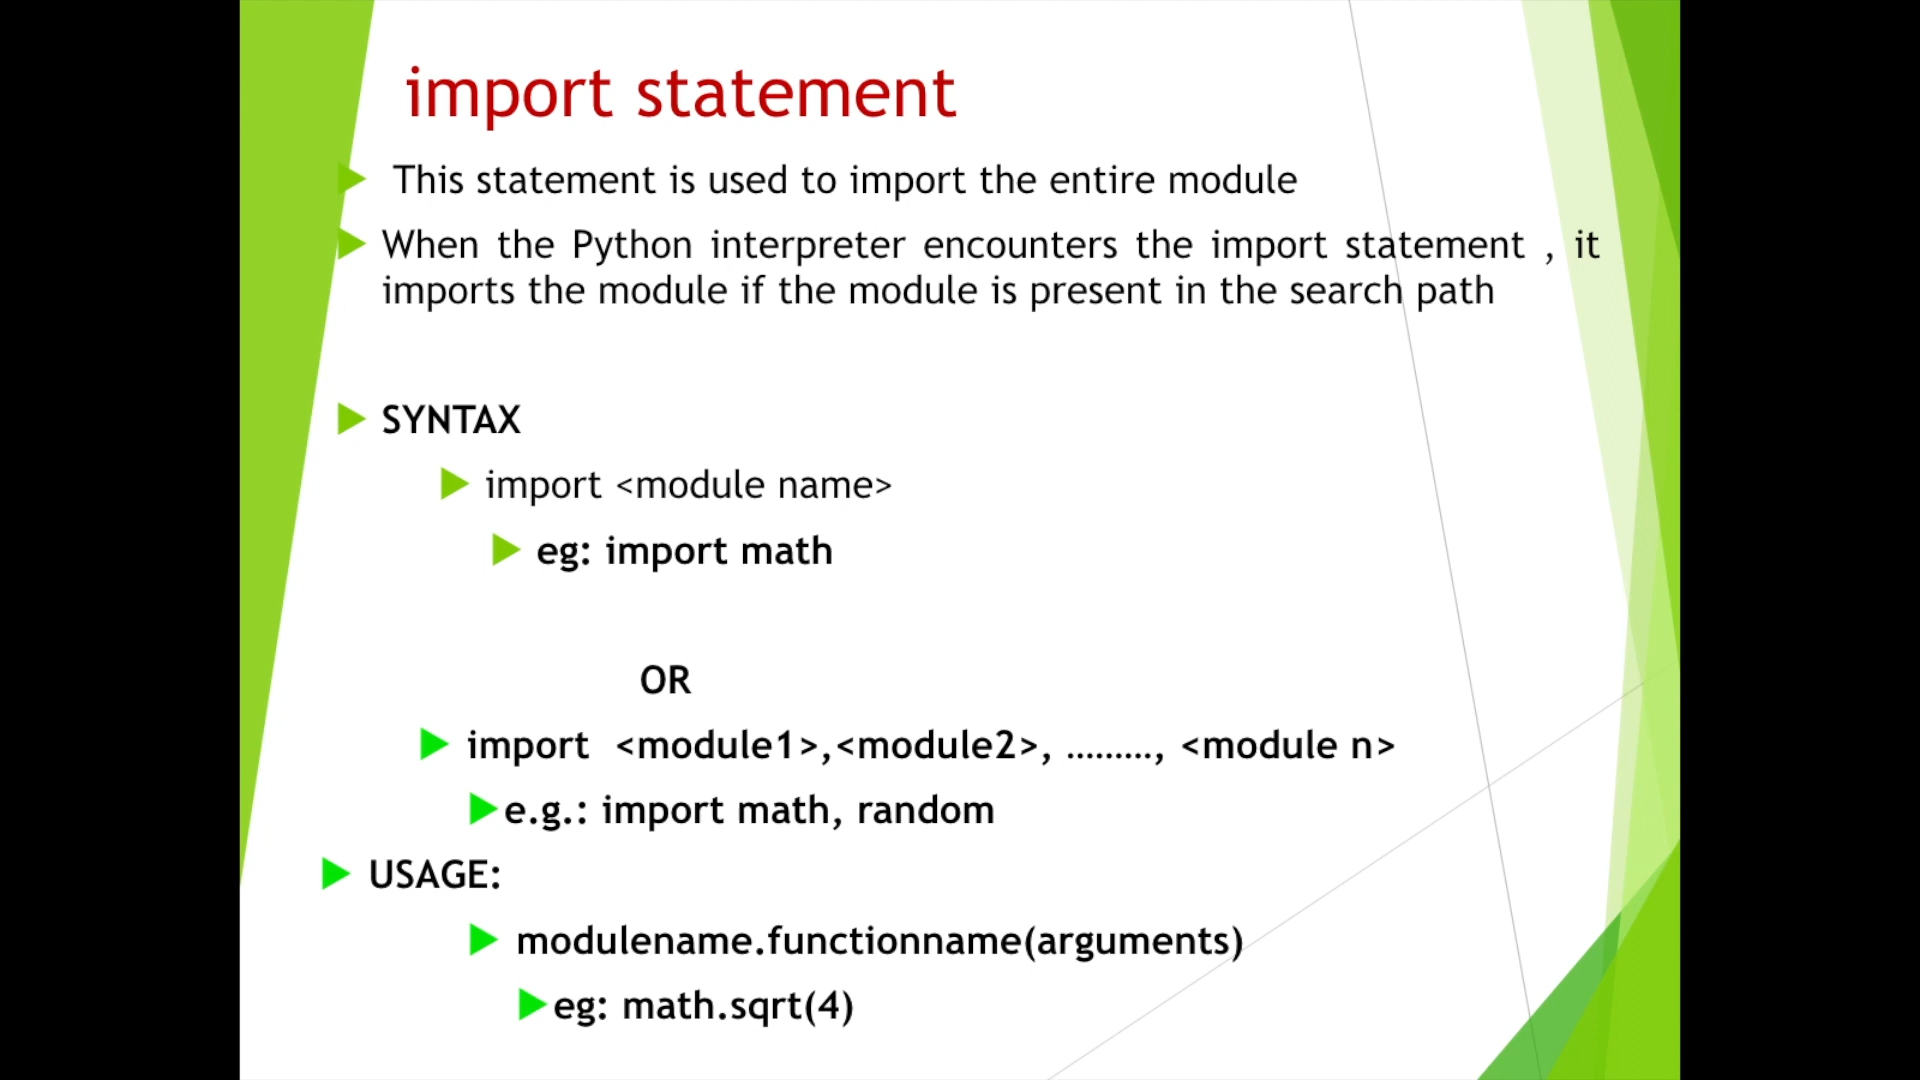 import statement
This statement is used to import the entire module
When the Python interpreter encounters the import statement , it
imports the module if the module is present in the search path
SYNTAX
import <module name>
eg: import math
OR
import <module1>,<module2>, ………, <module n>
e.g.: import math, random
USAGE:
modulename.functionname(arguments)
eg: math.sqrt(4)